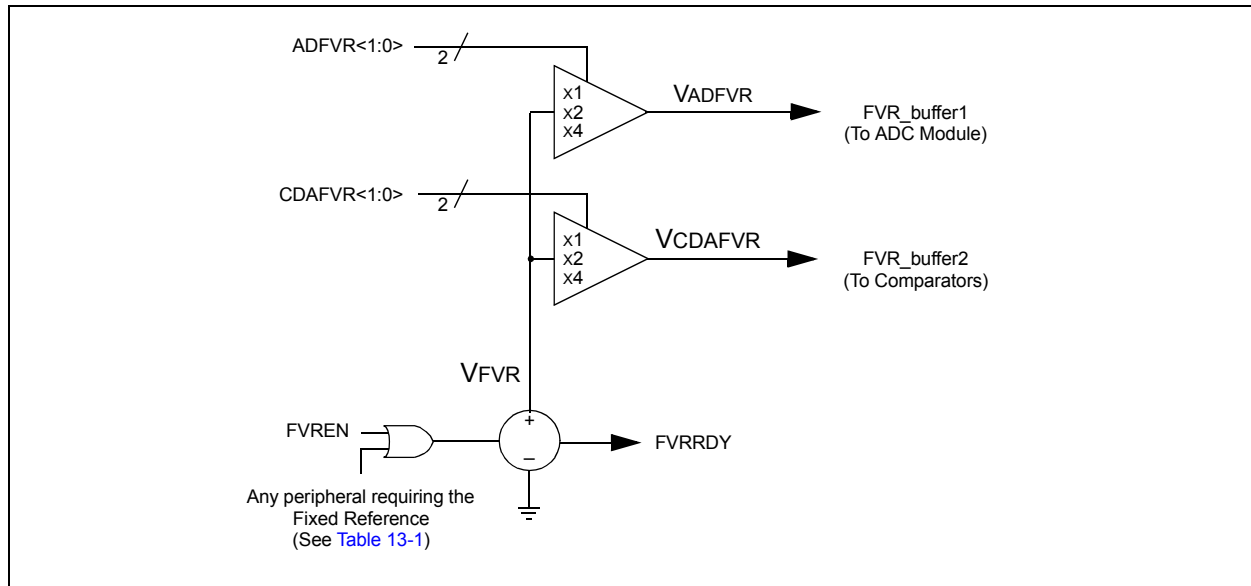 ADFVR<1:0>
2
x1
x2
x4
VADFVR
FVR_buffer1
(To ADC Module)
CDAFVR<1:0>
2
x1
x2
x4
VCDAFVR
FVR_buffer2
(To Comparators)
VFVR
FVREN
+
_
FVRRDY
Any peripheral requiring the
Fixed Reference
(See Table 13-1)